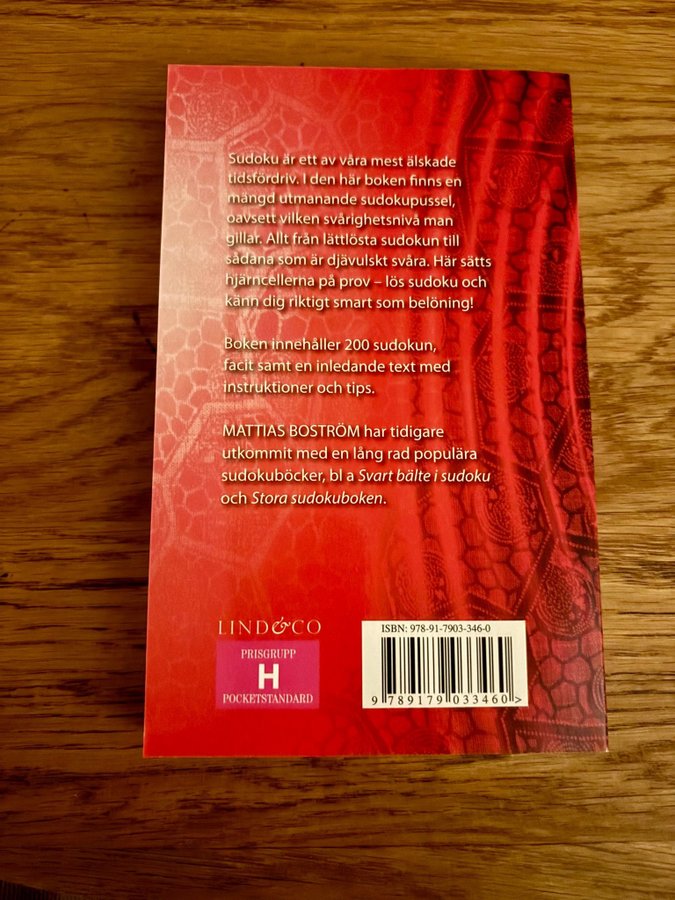 Sudoku är ett av våra mest älskade
tidsfördriv. I den här boken finns en
mängd utmanande sudokupussel,
oavsett vilken svårighetsnivå man
gillar. Allt från lättlösta sudokun till
sådana som är djävulskt svåra. Här sätts
hjärncellerna på prov – lös sudoku och
känn dig riktigt smart som belöning!
Boken innehåller 200 sudokun,
facit samt en inledande text med
instruktioner och tips.
MATTIAS BOSTRÖM har tidigare
utkommit med en lång rad populära
sudokuböcker, bl a Svart bälte i sudoku
och Stora sudokuboken.
LIND&CO
PRISGRUPP
H
POCKETSTANDARD
ISBN: 978-91-7903-346-0
9 789179 033460 >